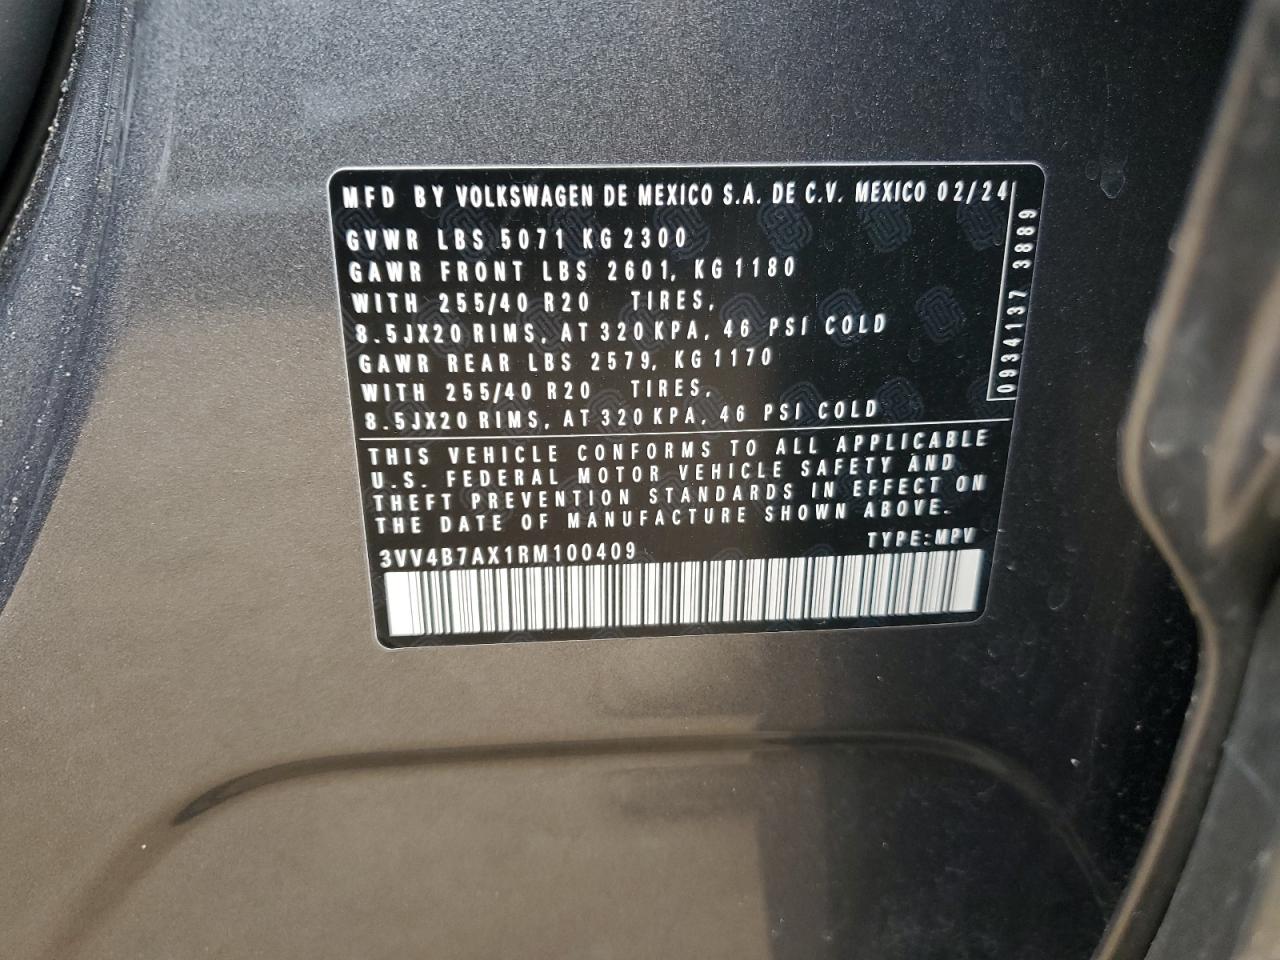 MFD BY VOLKSWAGEN DE MEXICO S.A. DE C.V. MEXICO 02/24
GVWR LBS 5071 KG 2300
GAWR FRONT LBS 2601, KG 1180
WITH 255/40 R20 TIRES,
8.5JX20 RIMS, AT 320 KPA, 46 PSI COLD
GAWR REAR LBS 2579, KG 1170
WITH 255/40 R20 TIRES,
8.5JX20 RIMS, AT 320 KPA, 46 PSI COLD
0934137 3889
THIS VEHICLE CONFORMS TO ALL APPLICABLE
U.S. FEDERAL MOTOR VEHICLE SAFETY AND
THEFT PREVENTION STANDARDS IN EFFECT ON
THE DATE OF MANUFACTURE SHOWN ABOVE.
3VV4B7AX1RM100409 TYPE:MPV